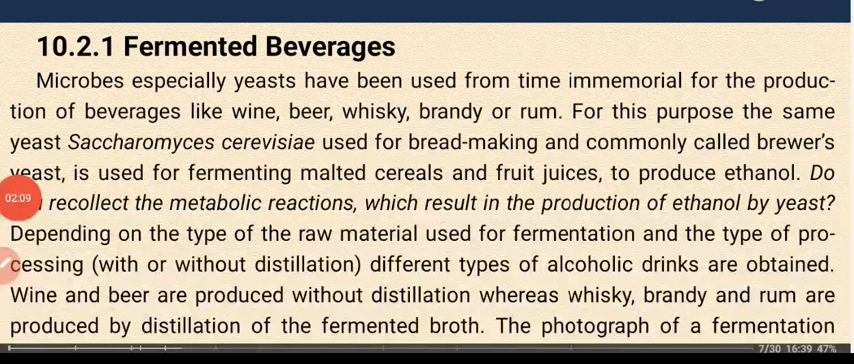 10.2.1 Fermented Beverages
Microbes especially yeasts have been used from time immemorial for the produc-
tion of beverages like wine, beer, whisky, brandy or rum. For this purpose the same
yeast Saccharomyces cerevisiae used for bread-making and commonly called brewer's
yeast, is used for fermenting malted cereals and fruit juices, to produce ethanol. Do
02:09
recollect the metabolic reactions, which result in the production of ethanol by yeast?
Depending on the type of the raw material used for fermentation and the type of pro-
cessing (with or without distillation) different types of alcoholic drinks are obtained.
Wine and beer are produced without distillation whereas whisky, brandy and rum are
produced by distillation of the fermented broth. The photograph of a fermentation
7/30 16:39 47%